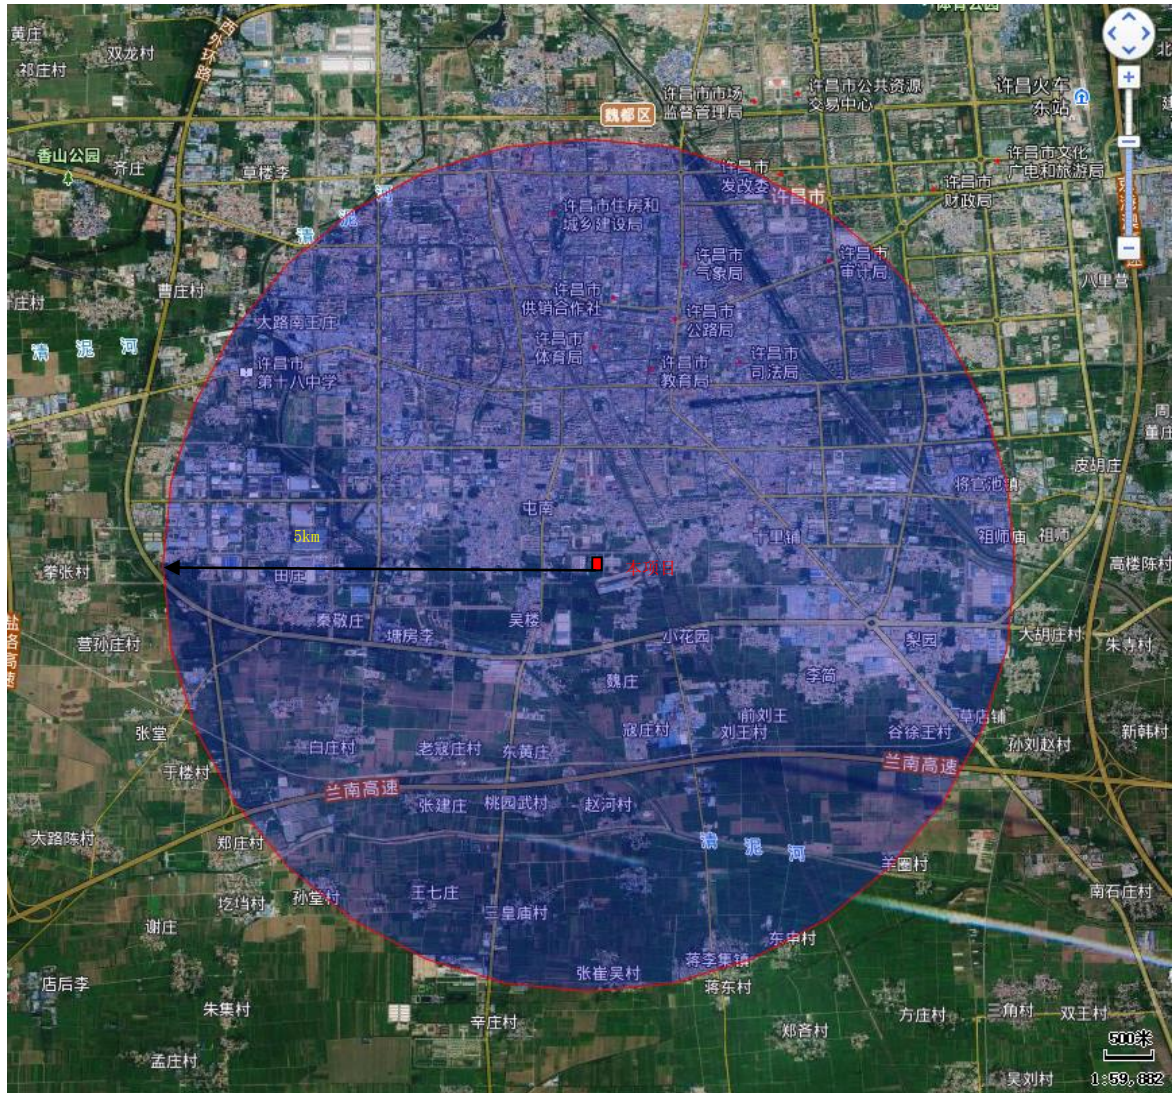 体育公园
黄庄
双龙村
祁庄村
西外环路
许昌市市场
监督管理局
许昌市公共资源
交易中心
许昌火车
东站
北
魏都区
香山公园
齐庄
草楼李
清泥河
许昌市
发改委
许昌市
许昌市文化
广电和旅游局
许昌市
财政局
许昌市住房和
城乡建设局
许昌市
气象局
许昌市
审计局
八里营
庄村
曹庄村
许昌市
供销合作社
大路南王庄
许昌市
公路局
清泥河
许昌市
体育局
许昌市
第十八中学
许昌市
教育局
许昌市
司法局
周
董庄
皮胡庄
将官池镇
屯南
5km
十里铺
祖师庙
祖师
高楼陈村
拳张村
田庄
本项目
盐洛高速
秦敬庄
塘房李
吴楼
小花园
梨园
大胡庄村
朱寺村
营孙庄村
魏庄
李简
张堂
白庄村
老寇庄村
东黄庄
寇庄村
前刘王
刘王村
谷徐王村
草店铺
孙刘赵村
新韩村
于楼村
兰南高速
兰南高速
张建庄
桃园武村
赵河村
大路陈村
郑庄村
清泥河
羊圈村
圪垱村
孙堂村
王七庄
三皇庙村
南石庄村
谢庄
东申村
店后李
张崔吴村
蒋李集镇
蒋东村
朱集村
辛庄村
郑吝村
方庄村
三角村
双王村
孟庄村
500米
吴刘村
1:59,882